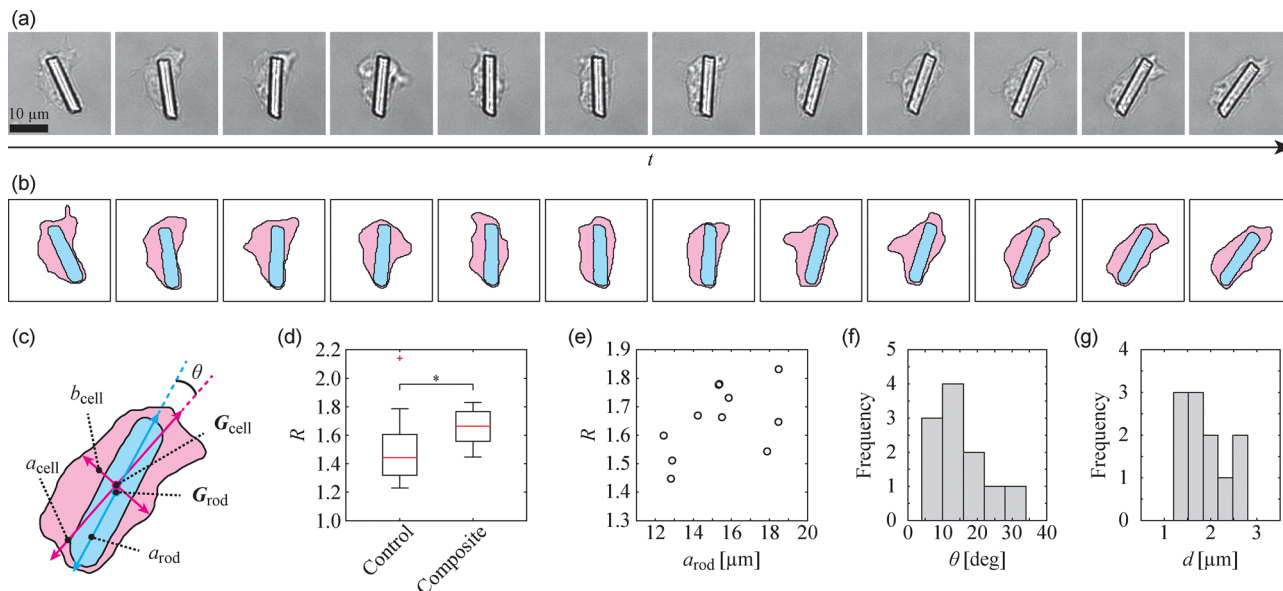 (a)
10 µm
t
(b)
(c)
θ
b_cell
G_cell
a_cell
G_rod
a_rod
(d)
2.2
2.0
1.8
1.6
1.4
1.2
1.0
R
+
*
Control
Composite
(e)
1.9
1.8
1.7
1.6
1.5
1.4
1.3
R
12 14 16 18 20
a_rod [µm]
(f)
5
4
3
2
1
0
Frequency
0 10 20 30 40
θ [deg]
(g)
4
3
2
1
0
Frequency
1 2 3
d [µm]